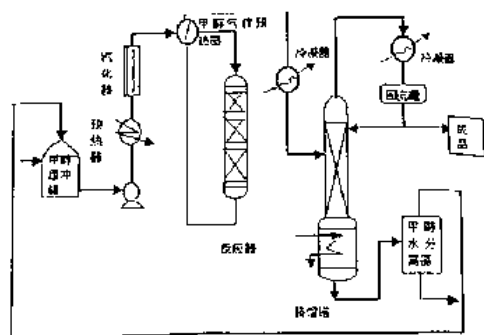 甲醇气体预
热器
汽化器
预热器
甲醇
缓冲
罐
反应器
冷凝器
冷凝器
回流罐
成品
甲醇
水分
离器
精馏塔